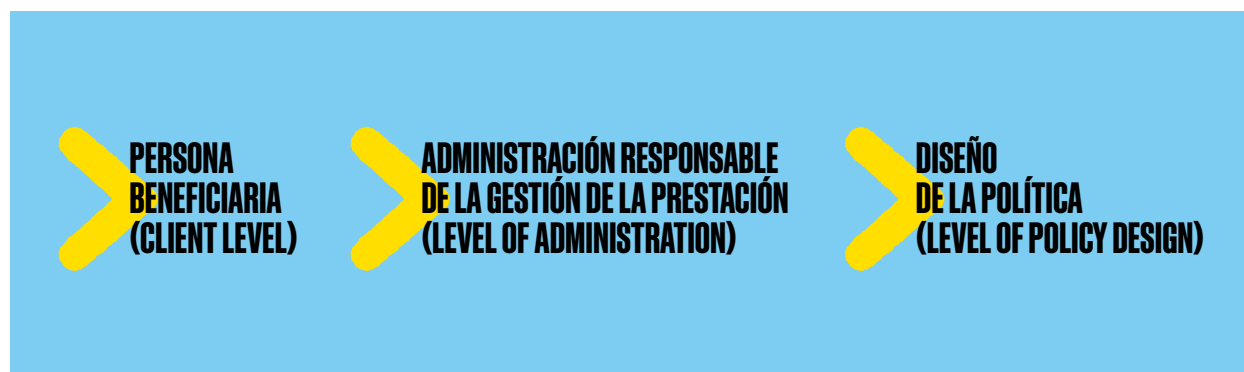 PERSONA
BENEFICIARIA
(CLIENT LEVEL)
ADMINISTRACIÓN RESPONSABLE
DE LA GESTIÓN DE LA PRESTACIÓN
(LEVEL OF ADMINISTRATION)
DISEÑO
DE LA POLÍTICA
(LEVEL OF POLICY DESIGN)